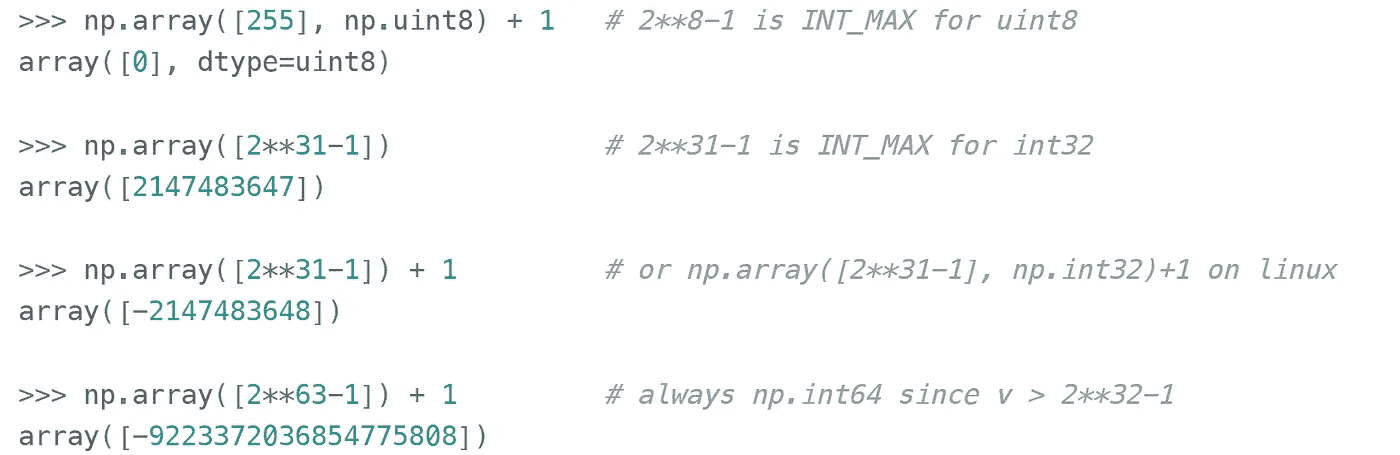 >>> np.array([255], np.uint8) + 1   # 2**8-1 is INT_MAX for uint8
array([0], dtype=uint8)
>>> np.array([2**31-1])             # 2**31-1 is INT_MAX for int32
array([2147483647])
>>> np.array([2**31-1]) + 1         # or np.array([2**31-1], np.int32)+1 on linux
array([-2147483648])
>>> np.array([2**63-1]) + 1         # always np.int64 since v > 2**32-1
array([-9223372036854775808])